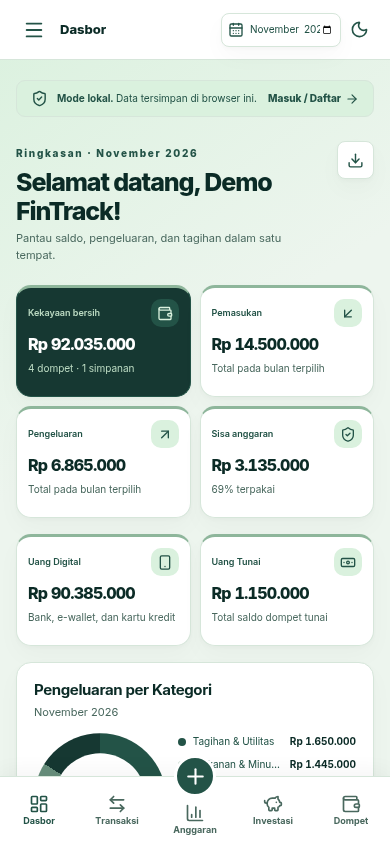 Dasbor
November 202
Mode lokal. Data tersimpan di browser ini. Masuk / Daftar
Ringkasan · November 2026
Selamat datang, Demo
FinTrack!
Pantau saldo, pengeluaran, dan tagihan dalam satu
tempat.
Kekayaan bersih
Rp 92.035.000
4 dompet · 1 simpanan
Pemasukan
Rp 14.500.000
Total pada bulan terpilih
Pengeluaran
Rp 6.865.000
Total pada bulan terpilih
Sisa anggaran
Rp 3.135.000
69% terpakai
Uang Digital
Rp 90.385.000
Bank, e-wallet, dan kartu kredit
Uang Tunai
Rp 1.150.000
Total saldo dompet tunai
Pengeluaran per Kategori
November 2026
Tagihan & Utilitas Rp 1.650.000
anan & Minu... Rp 1.445.000
Dasbor
Transaksi
Anggaran
Investasi
Dompet